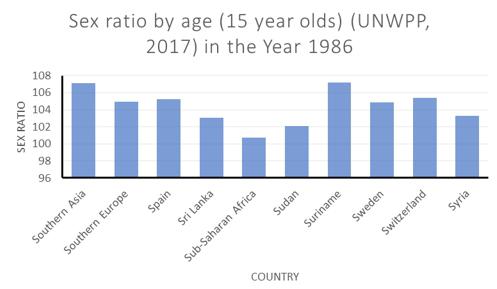 Sex ratio by age (15 year olds) (UNWPP,
2017) in the Year 1986
108
106
104
102
100
98
96
SEX RATIO
Southern Asia
Southern Europe
Spain
Sri Lanka
Sub-Saharan Africa
Sudan
Suriname
Sweden
Switzerland
Syria
COUNTRY